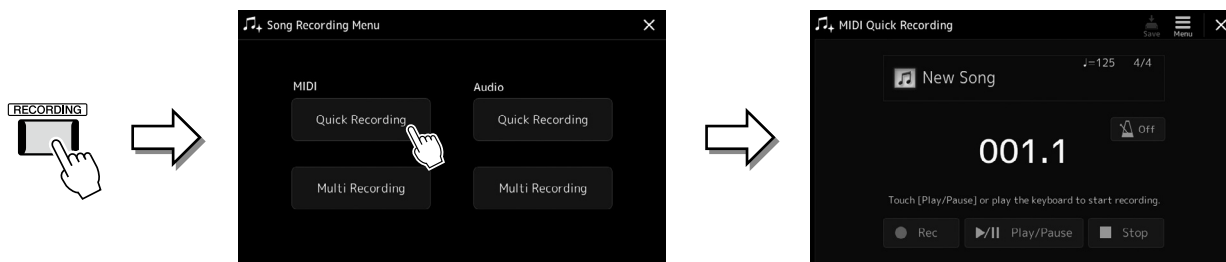 RECORDING
Song Recording Menu
MIDI
Audio
Quick Recording
Quick Recording
Multi Recording
Multi Recording
MIDI Quick Recording
Save
Menu
♩=125 4/4
New Song
Off
001.1
Touch [Play/Pause] or play the keyboard to start recording.
Rec
Play/Pause
Stop